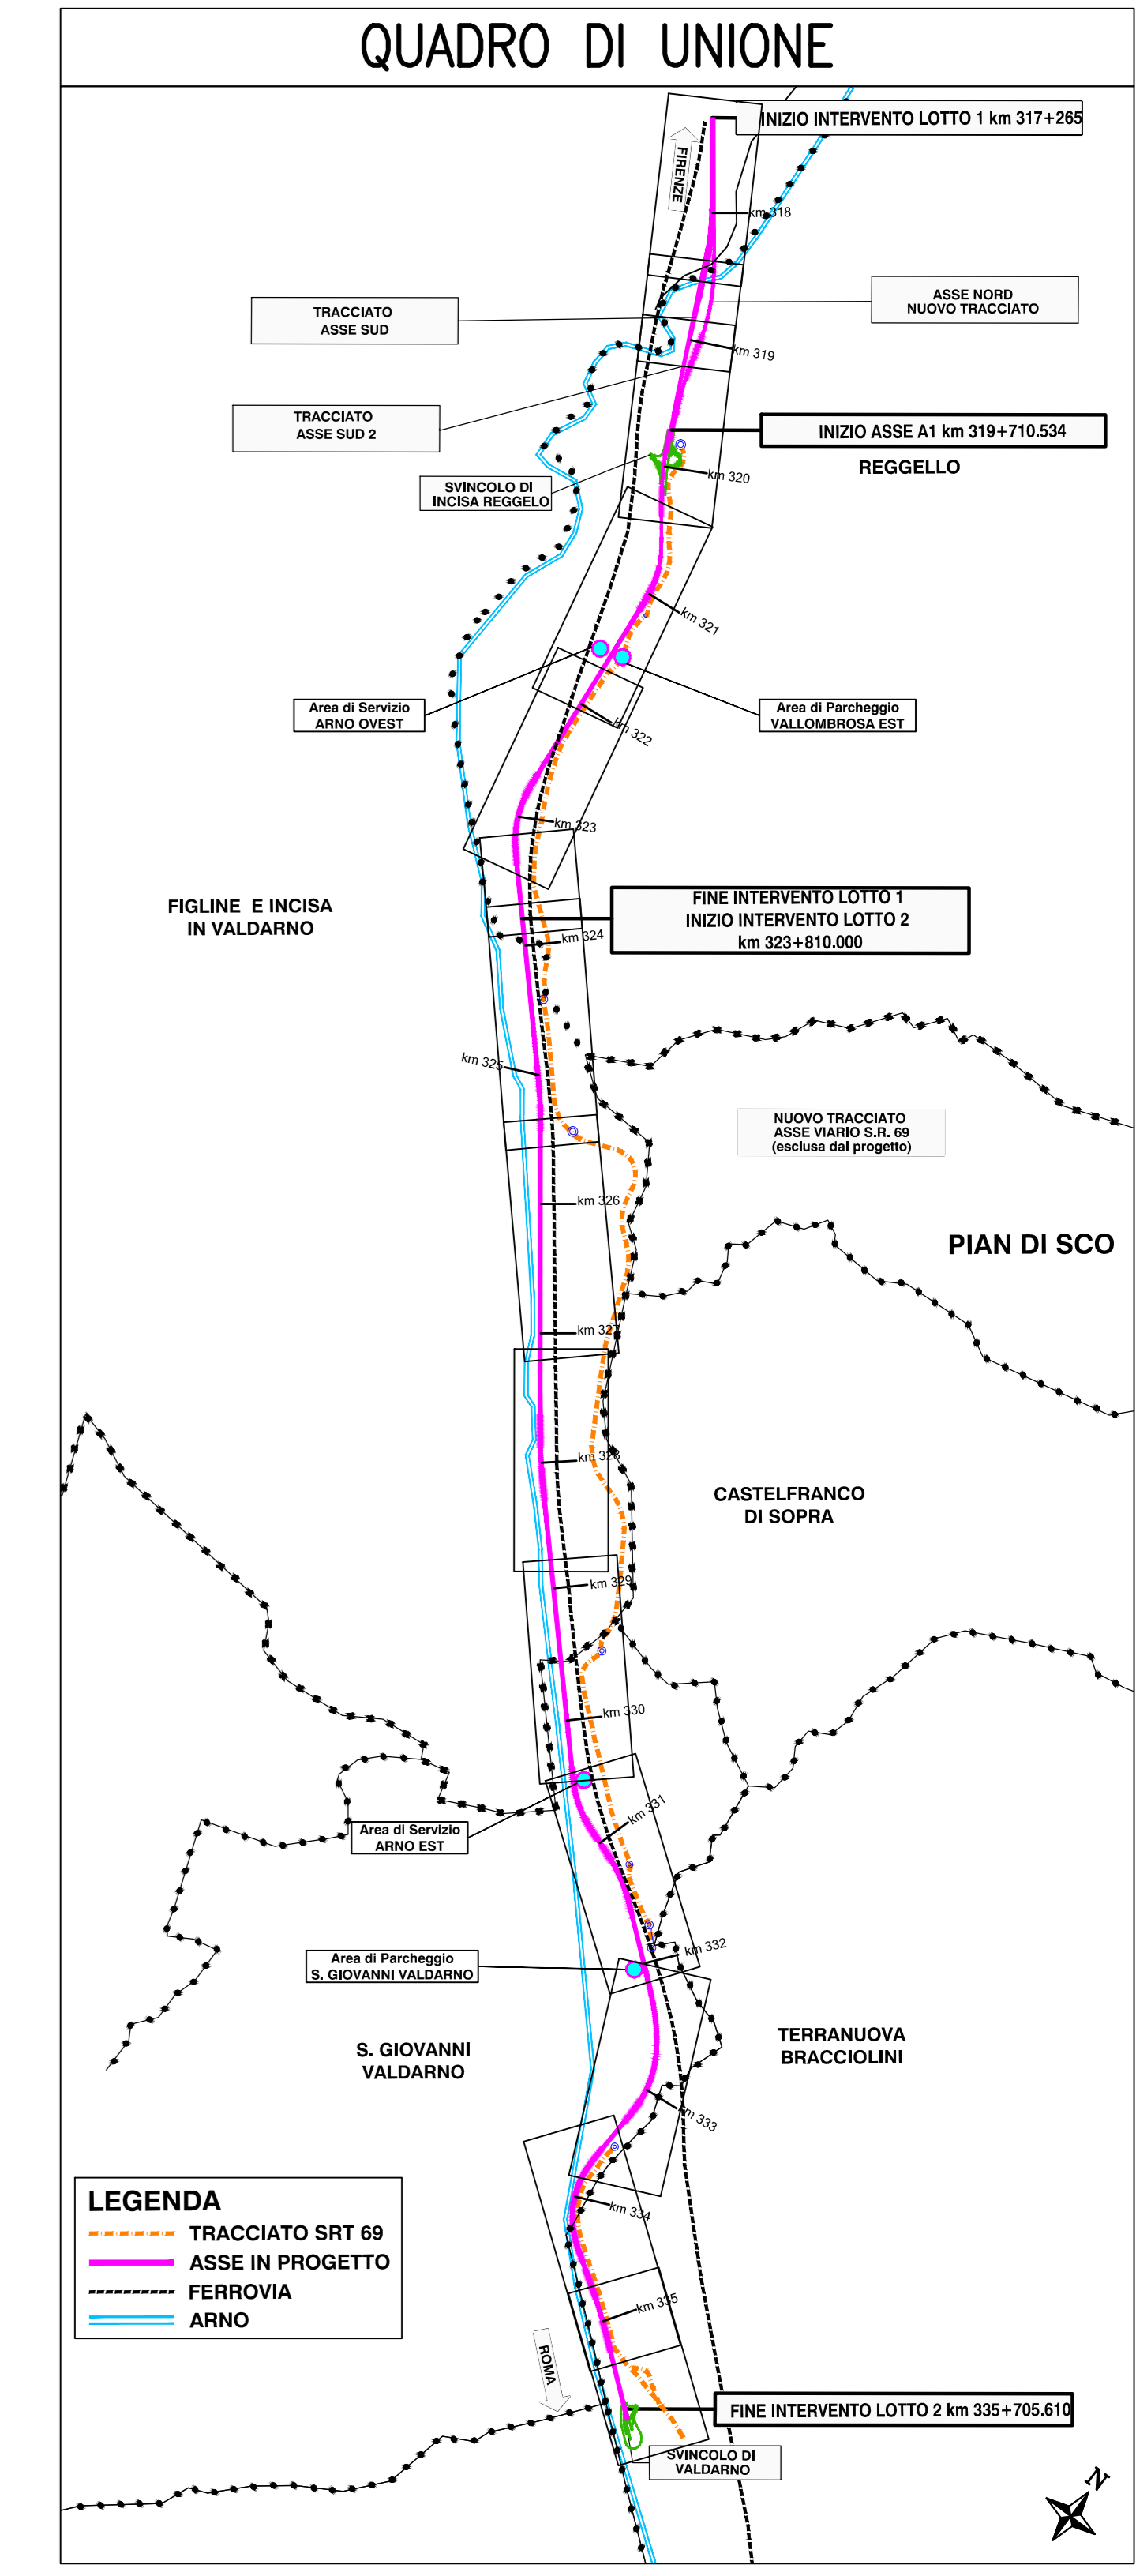 QUADRO DI UNIONE
INIZIO INTERVENTO LOTTO 1 km 317+265
FIRENZE
km 318
TRACCIATO
ASSE SUD
ASSE NORD
NUOVO TRACCIATO
km 319
TRACCIATO
ASSE SUD 2
INIZIO ASSE A1 km 319+710.534
REGGELLO
km 320
SVINCOLO DI
INCISA REGGELO
km 321
Area di Servizio
ARNO OVEST
Area di Parcheggio
VALLOMBROSA EST
km 322
km 323
FIGLINE E INCISA
IN VALDARNO
FINE INTERVENTO LOTTO 1
INIZIO INTERVENTO LOTTO 2
km 323+810.000
km 324
km 325
NUOVO TRACCIATO
ASSE VIARIO S.R. 69
(esclusa dal progetto)
km 326
PIAN DI SCO
km 327
km 328
CASTELFRANCO
DI SOPRA
km 329
km 330
km 331
Area di Servizio
ARNO EST
km 332
Area di Parcheggio
S. GIOVANNI VALDARNO
S. GIOVANNI
VALDARNO
TERRANUOVA
BRACCIOLINI
km 333
km 334
LEGENDA
TRACCIATO SRT 69
ASSE IN PROGETTO
FERROVIA
ARNO
km 335
ROMA
FINE INTERVENTO LOTTO 2 km 335+705.610
SVINCOLO DI
VALDARNO
N